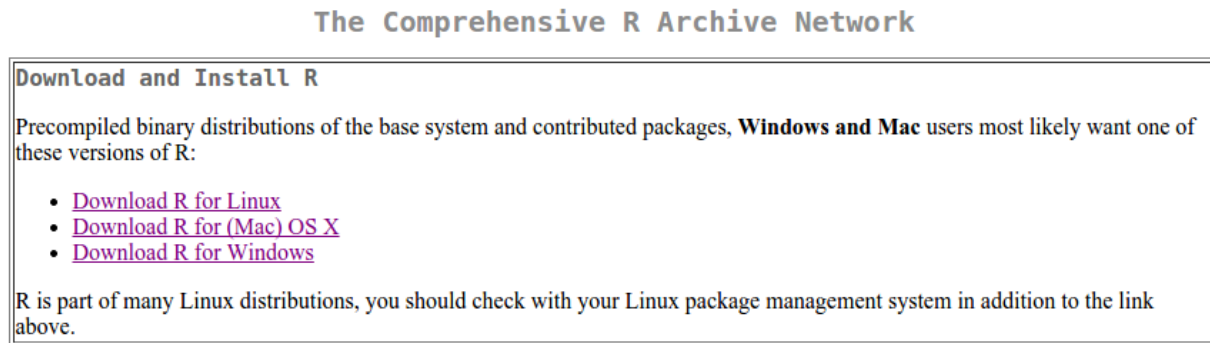 The Comprehensive R Archive Network
Download and Install R
Precompiled binary distributions of the base system and contributed packages, Windows and Mac users most likely want one of
these versions of R:
• Download R for Linux
• Download R for (Mac) OS X
• Download R for Windows
R is part of many Linux distributions, you should check with your Linux package management system in addition to the link
above.